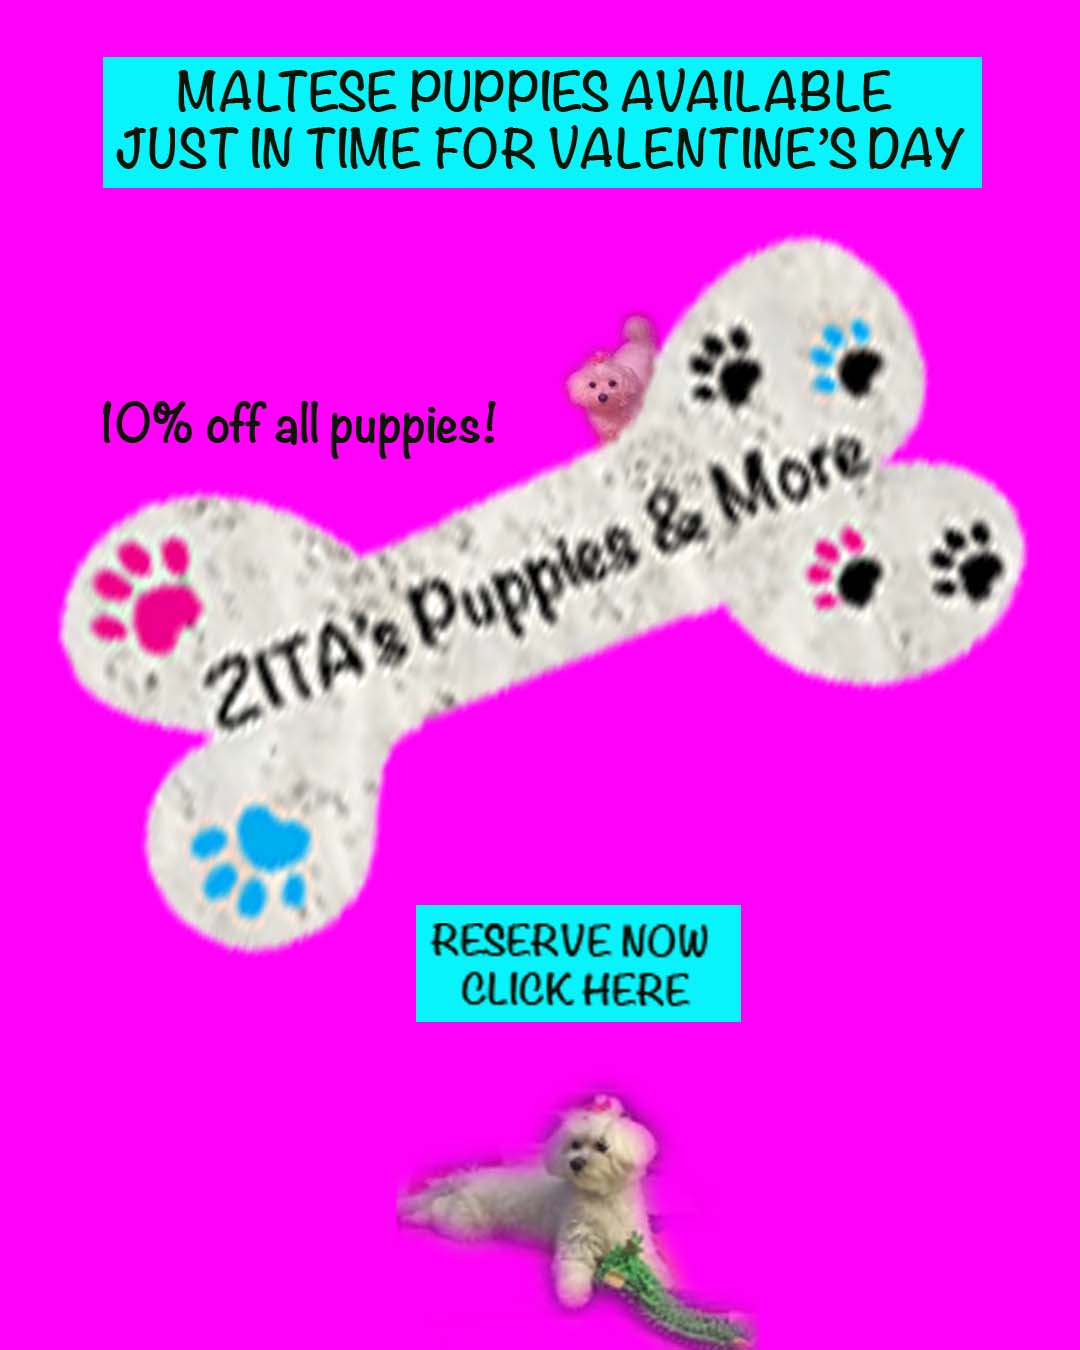 MALTESE PUPPIES AVAILABLE
JUST IN TIME FOR VALENTINE'S DAY
10% off all puppies!
ZITA's Puppies & More
RESERVE NOW
CLICK HERE